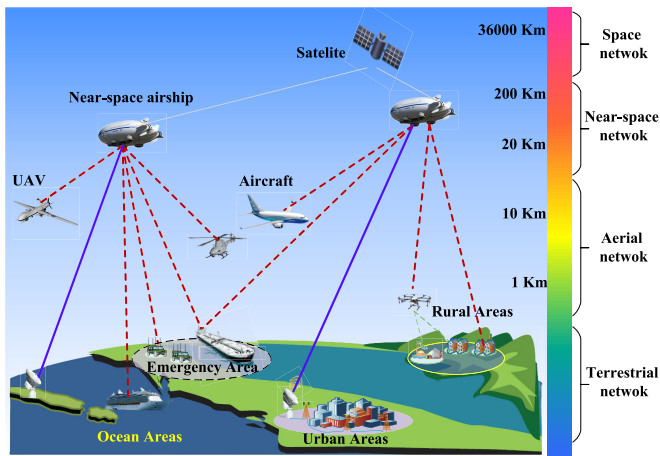 36000 Km
Space
netwok
Satelite
Near-space airship
200 Km
Near-space
netwok
20 Km
UAV
Aircraft
10 Km
Aerial
netwok
1 Km
Rural Areas
Emergency Area
Terrestrial
netwok
Ocean Areas
Urban Areas